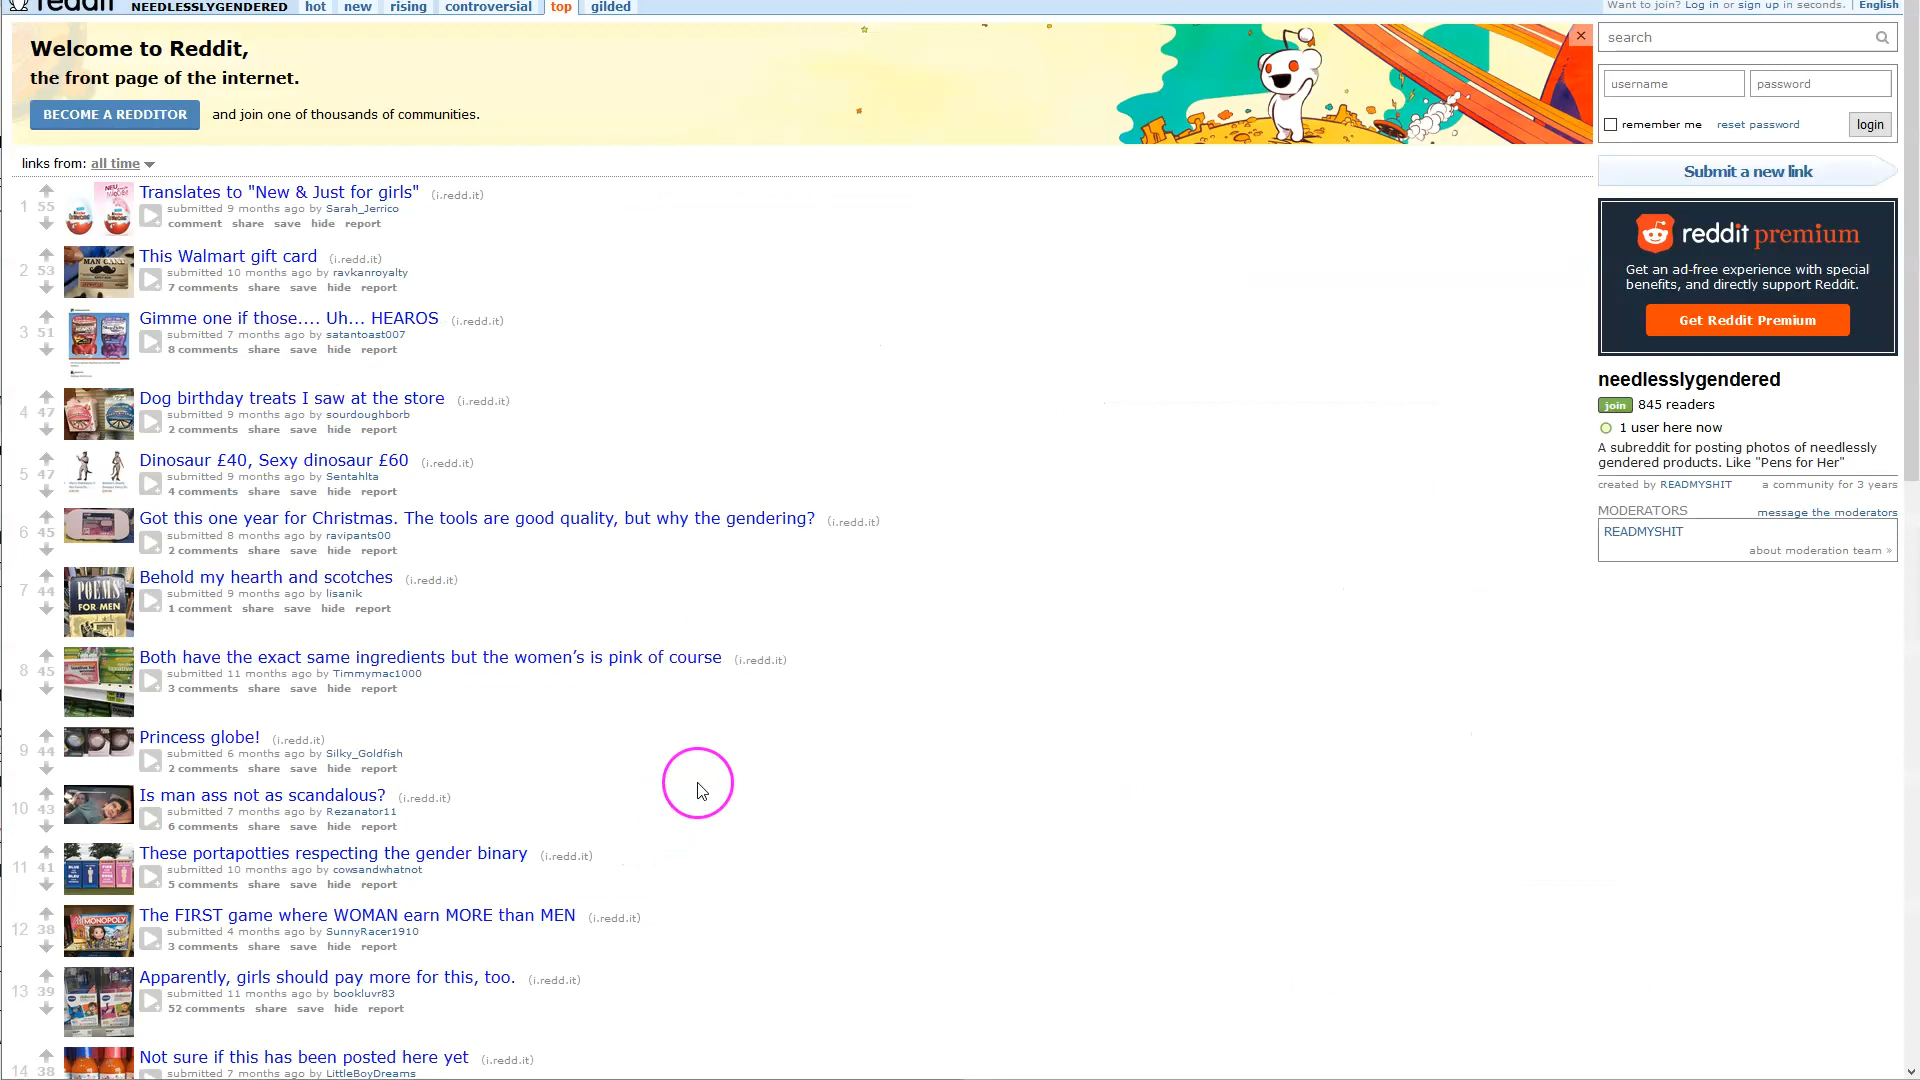 reddit NEEDLESSLYGENDERED hot new rising controversial top gilded
Want to join? Log in or sign up in seconds. | English
Welcome to Reddit,
the front page of the internet.
BECOME A REDDITOR and join one of thousands of communities.
links from: all time
1 55 Translates to "New & Just for girls" (i.redd.it)
submitted 9 months ago by Sarah_Jerrico
comment share save hide report
2 53 This Walmart gift card (i.redd.it)
MAN CARD
submitted 10 months ago by ravkanroyalty
7 comments share save hide report
3 51 Gimme one if those.... Uh... HEAROS (i.redd.it)
HEAROS
submitted 7 months ago by satantoast007
8 comments share save hide report
4 47 Dog birthday treats I saw at the store (i.redd.it)
submitted 9 months ago by sourdoughborb
2 comments share save hide report
5 47 Dinosaur £40, Sexy dinosaur £60 (i.redd.it)
submitted 9 months ago by Sentahlta
4 comments share save hide report
6 45 Got this one year for Christmas. The tools are good quality, but why the gendering? (i.redd.it)
submitted 8 months ago by ravipants00
2 comments share save hide report
7 44 Behold my hearth and scotches (i.redd.it)
POEMS
FOR MEN
submitted 9 months ago by lisanik
1 comment share save hide report
8 45 Both have the exact same ingredients but the women’s is pink of course (i.redd.it)
submitted 11 months ago by Timmymac1000
3 comments share save hide report
9 44 Princess globe! (i.redd.it)
submitted 6 months ago by Silky_Goldfish
2 comments share save hide report
10 43 Is man ass not as scandalous? (i.redd.it)
submitted 7 months ago by Rezanator11
6 comments share save hide report
11 41 These portapotties respecting the gender binary (i.redd.it)
submitted 10 months ago by cowsandwhatnot
5 comments share save hide report
12 38 The FIRST game where WOMAN earn MORE than MEN (i.redd.it)
MONOPOLY
submitted 4 months ago by SunnyRacer1910
3 comments share save hide report
13 39 Apparently, girls should pay more for this, too. (i.redd.it)
submitted 11 months ago by bookluvr83
52 comments share save hide report
14 38 Not sure if this has been posted here yet (i.redd.it)
submitted 7 months ago by LittleBoyDreams
search
username password
remember me reset password login
Submit a new link
reddit premium
Get an ad-free experience with special
benefits, and directly support Reddit.
Get Reddit Premium
needlesslygendered
join 845 readers
1 user here now
A subreddit for posting photos of needlessly
gendered products. Like "Pens for Her"
created by READMYSHIT a community for 3 years
MODERATORS message the moderators
READMYSHIT
about moderation team »